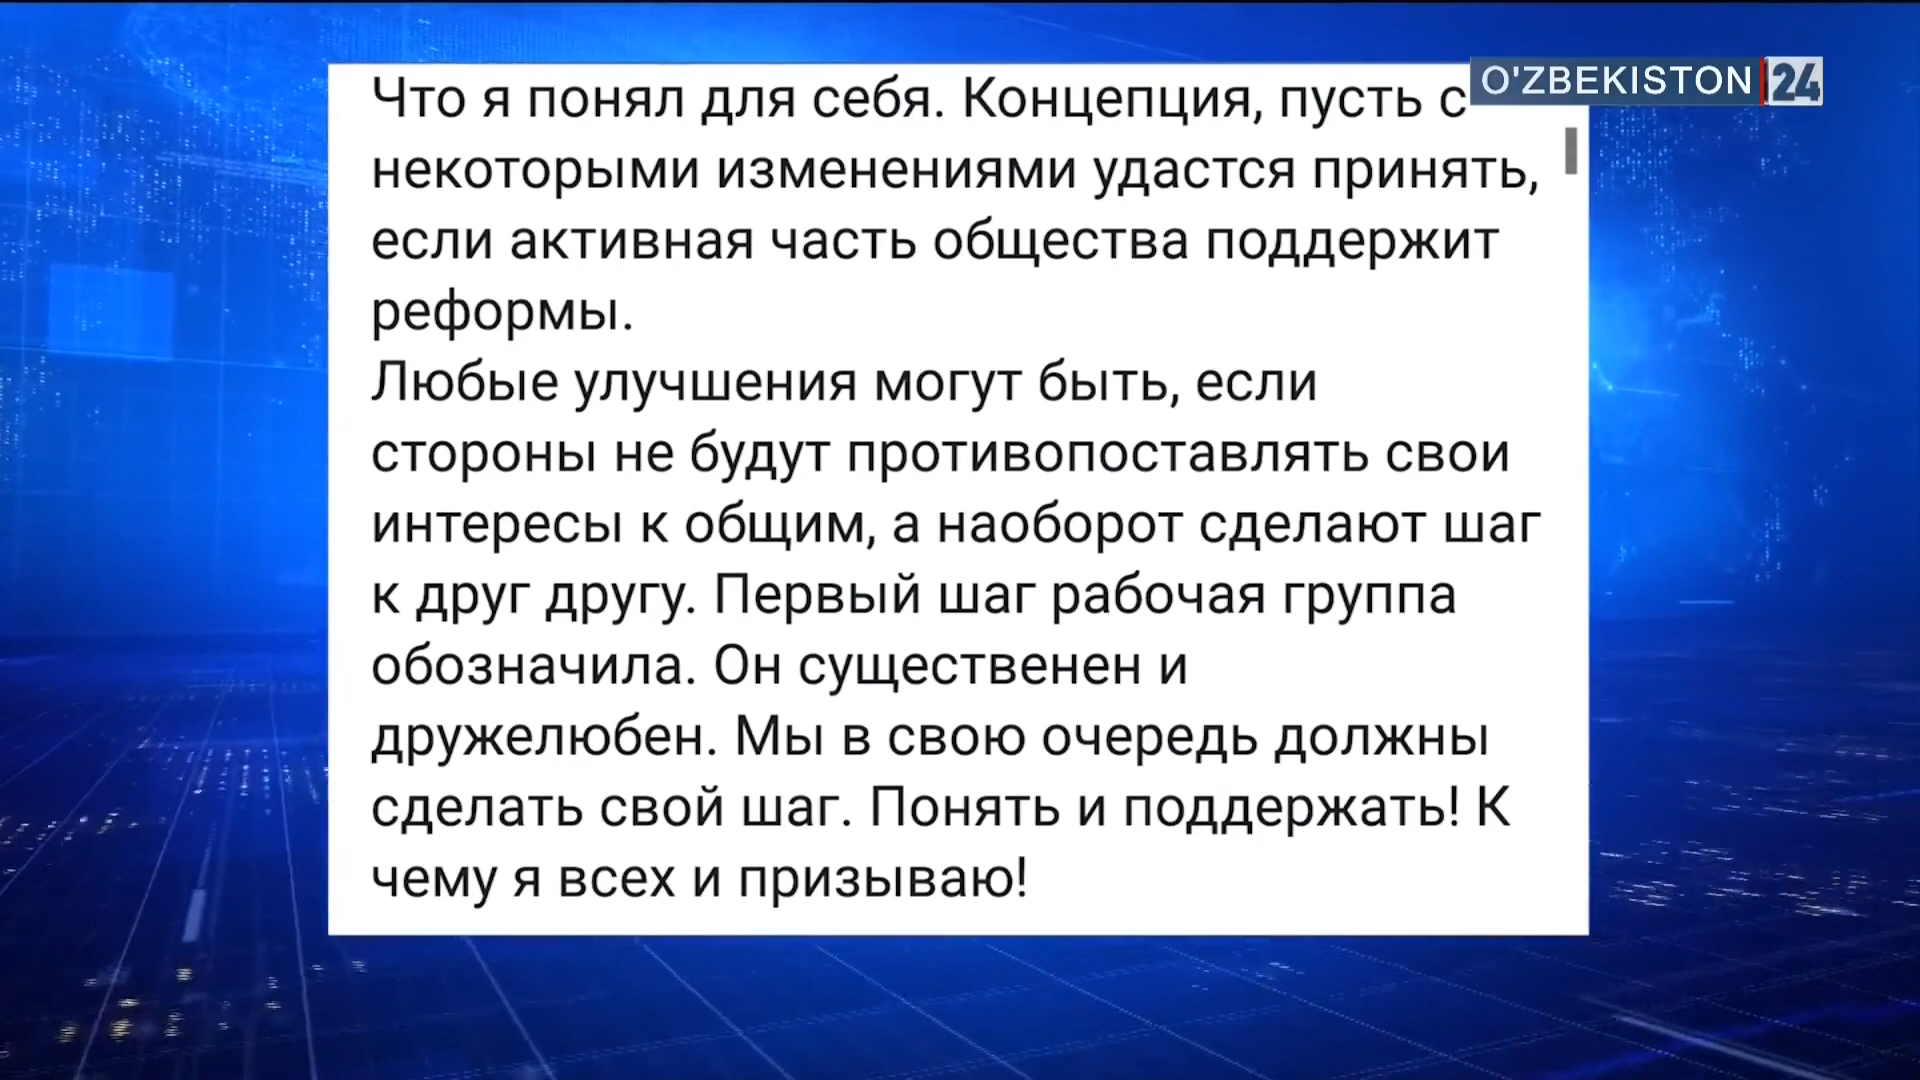 O'ZBEKISTON 24
Что я понял для себя. Концепция, пусть с
некоторыми изменениями удастся принять,
если активная часть общества поддержит
реформы.
Любые улучшения могут быть, если
стороны не будут противопоставлять свои
интересы к общим, а наоборот сделают шаг
к друг другу. Первый шаг рабочая группа
обозначила. Он существенен и
дружелюбен. Мы в свою очередь должны
сделать свой шаг. Понять и поддержать! К
чему я всех и призываю!